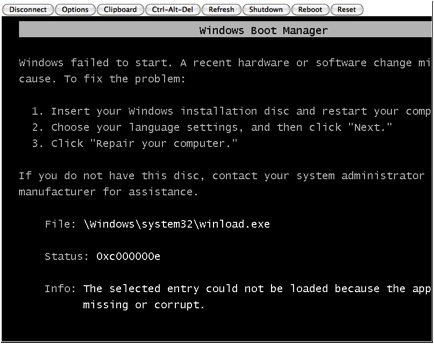 Disconnect Options Clipboard Ctrl-Alt-Del Refresh Shutdown Reboot Reset
Windows Boot Manager
Windows failed to start. A recent hardware or software change mi
cause. To fix the problem:
1. Insert your Windows installation disc and restart your comp
2. Choose your language settings, and then click "Next."
3. Click "Repair your computer."
If you do not have this disc, contact your system administrator
manufacturer for assistance.
File: \Windows\system32\winload.exe
Status: 0xc000000e
Info: The selected entry could not be loaded because the app
missing or corrupt.